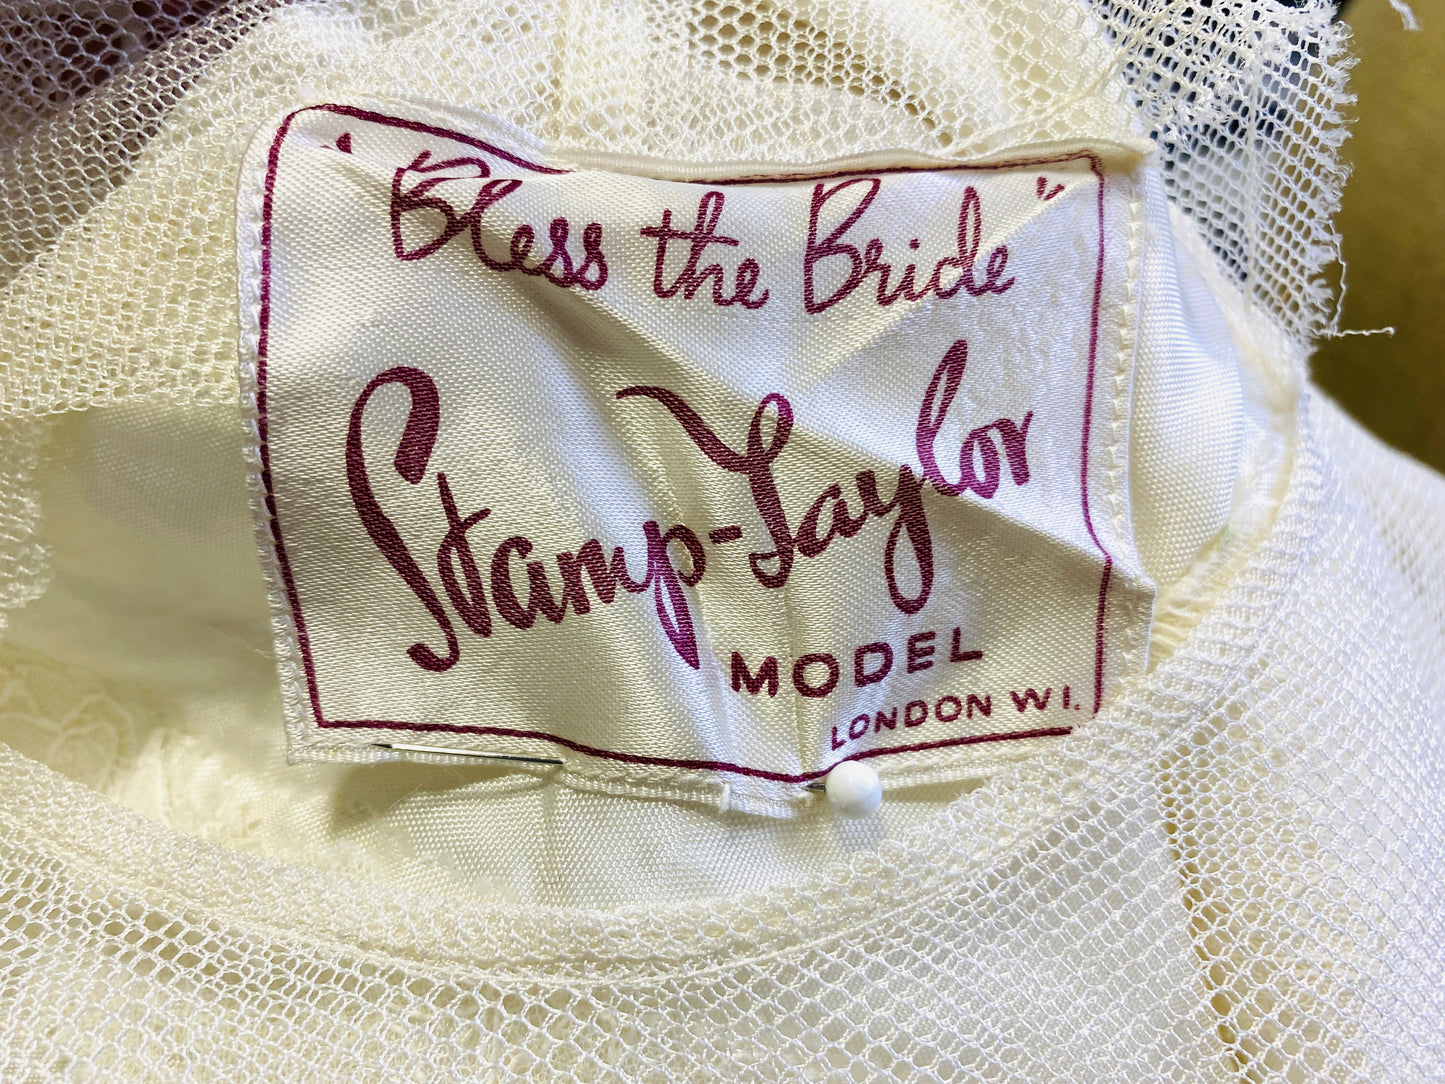 "Bless the Bride"
Stamp-Taylor
MODEL
LONDON W1.